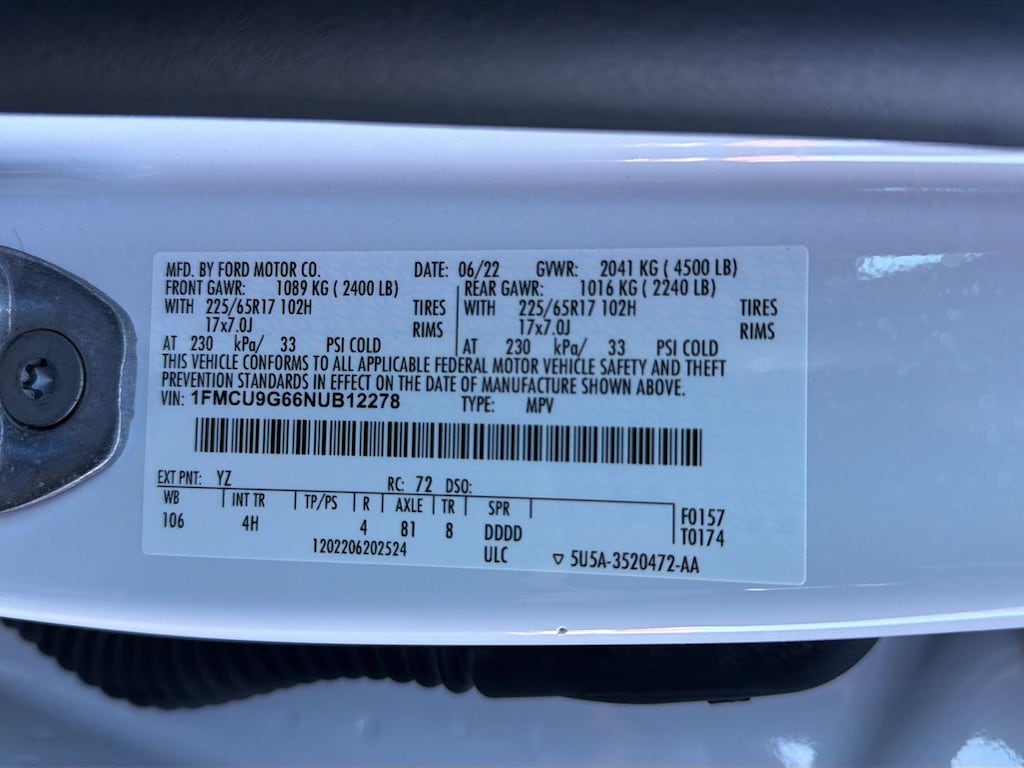 MFD. BY FORD MOTOR CO. DATE: 06/22 GVWR: 2041 KG ( 4500 LB)
FRONT GAWR: 1089 KG ( 2400 LB) REAR GAWR: 1016 KG ( 2240 LB)
WITH 225/65R17 102H TIRES WITH 225/65R17 102H TIRES
17x7.0J RIMS 17x7.0J RIMS
AT 230 kPa/ 33 PSI COLD AT 230 kPa/ 33 PSI COLD
THIS VEHICLE CONFORMS TO ALL APPLICABLE FEDERAL MOTOR VEHICLE SAFETY AND THEFT
PREVENTION STANDARDS IN EFFECT ON THE DATE OF MANUFACTURE SHOWN ABOVE.
VIN: 1FMCU9G66NUB12278 TYPE: MPV
EXT PNT: YZ RC: 72 DSO:
WB INT TR TP/PS R AXLE TR SPR F0157
106 4H 4 81 8 DDDD T0174
1202206202524 ULC ▽ 5U5A-3520472-AA